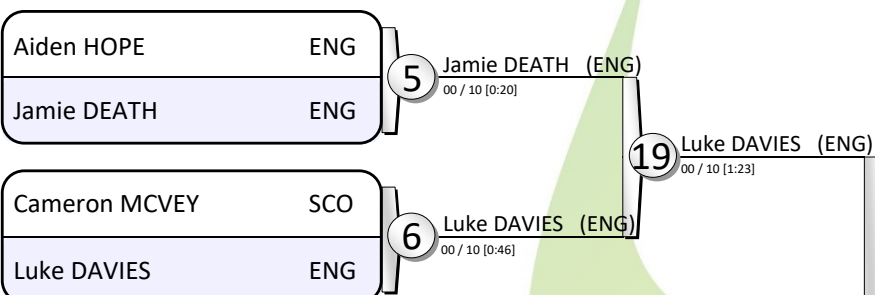 Aiden HOPE ENG
Jamie DEATH ENG
5
Jamie DEATH (ENG)
00 / 10 [0:20]
19
Luke DAVIES (ENG)
00 / 10 [1:23]
Cameron MCVEY SCO
Luke DAVIES ENG
6
Luke DAVIES (ENG)
00 / 10 [0:46]